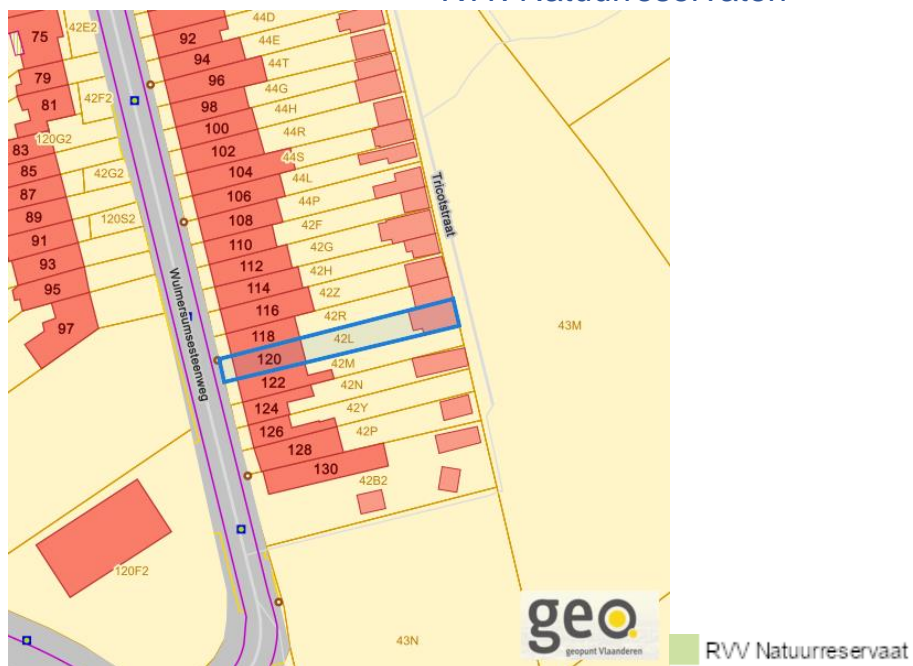 RVV Natuurreservaten
42E2
44D
75
92
44E
94
44T
79
96
42F2
44G
81
98
44H
100
120G2
44R
83
102
44S
85
42G2
104
44L
87
106
44P
Tricotstraat
89
120S2
108
42F
91
110
42G
93
112
42H
95
114
42Z
Wulmersumsesteenweg
116
97
42R
43M
118
42L
120
42M
122
42N
124
42Y
126
42P
128
130
42B2
120F2
geo.
geopunt Vlaanderen
43N
RVV Natuurreservaat